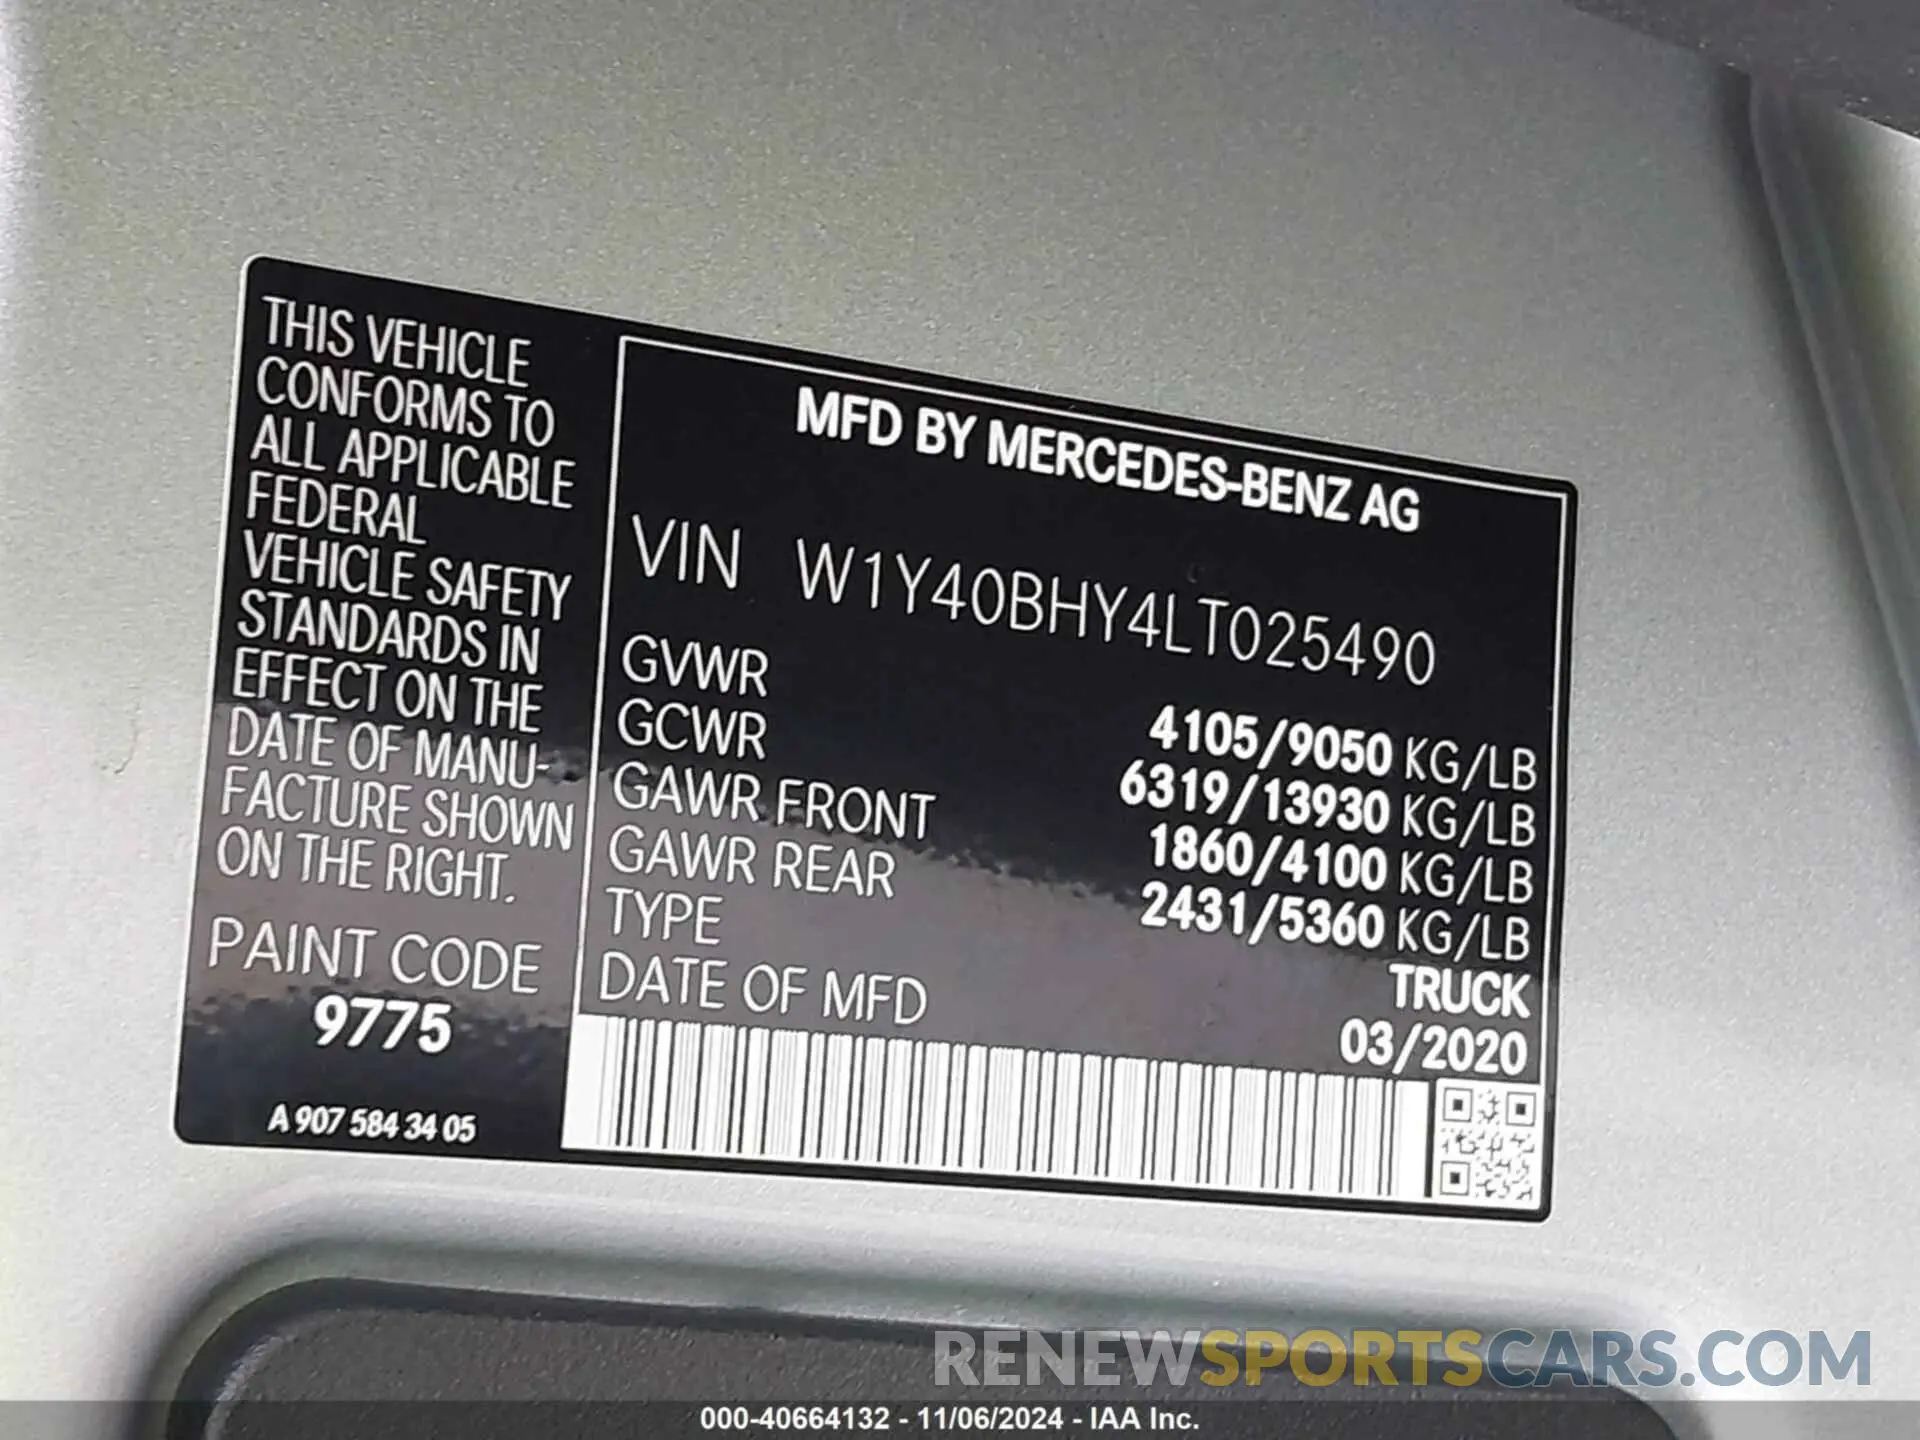 THIS VEHICLE
CONFORMS TO
ALL APPLICABLE
FEDERAL
VEHICLE SAFETY
STANDARDS IN
EFFECT ON THE
DATE OF MANU-
FACTURE SHOWN
ON THE RIGHT.
PAINT CODE
9775
A 907 584 34 05
MFD BY MERCEDES-BENZ AG
VIN W1Y40BHY4LT025490
GVWR 4105/9050 KG/LB
GCWR 6319/13930 KG/LB
GAWR FRONT 1860/4100 KG/LB
GAWR REAR 2431/5360 KG/LB
TYPE TRUCK
DATE OF MFD 03/2020
RENEWSPORTSCARS.COM
000-40664132 - 11/06/2024 - IAA Inc.